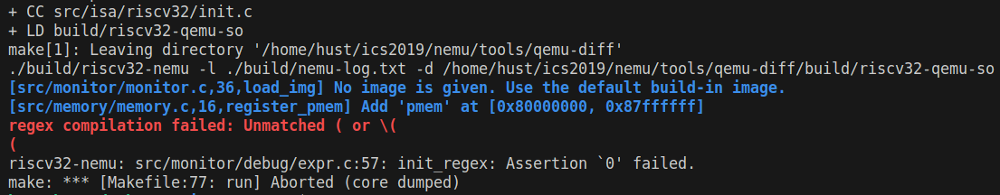 + CC src/isa/riscv32/init.c
+ LD build/riscv32-qemu-so
make[1]: Leaving directory '/home/hust/ics2019/nemu/tools/qemu-diff'
./build/riscv32-nemu -l ./build/nemu-log.txt -d /home/hust/ics2019/nemu/tools/qemu-diff/build/riscv32-qemu-so
[src/monitor/monitor.c,36,load_img] No image is given. Use the default build-in image.
[src/memory/memory.c,16,register_pmem] Add 'pmem' at [0x80000000, 0x87ffffff]
regex compilation failed: Unmatched ( or \(
(
riscv32-nemu: src/monitor/debug/expr.c:57: init_regex: Assertion `0' failed.
make: *** [Makefile:77: run] Aborted (core dumped)